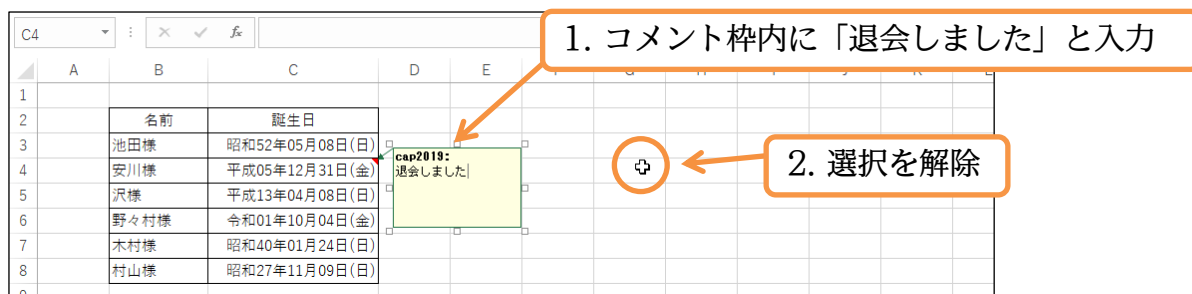 1. コメント枠内に「退会しました」と入力
C4
fx
A B C D E
1
2 名前 誕生日
3 池田様 昭和52年05月08日(日)
cap2019:
4 安川様 平成05年12月31日(金) 退会しました
2. 選択を解除
5 沢様 平成13年04月08日(日)
6 野々村様 令和01年10月04日(金)
7 木村様 昭和40年01月24日(日)
8 村山様 昭和27年11月09日(日)